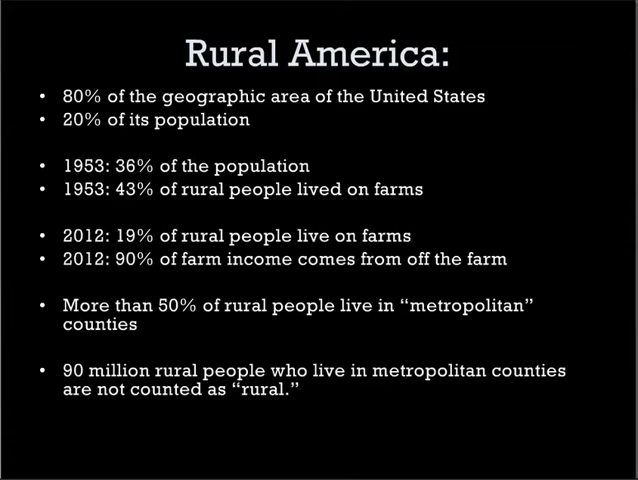 Rural America:
• 80% of the geographic area of the United States
• 20% of its population
• 1953: 36% of the population
• 1953: 43% of rural people lived on farms
• 2012: 19% of rural people live on farms
• 2012: 90% of farm income comes from off the farm
• More than 50% of rural people live in “metropolitan”
counties
• 90 million rural people who live in metropolitan counties
are not counted as “rural.”